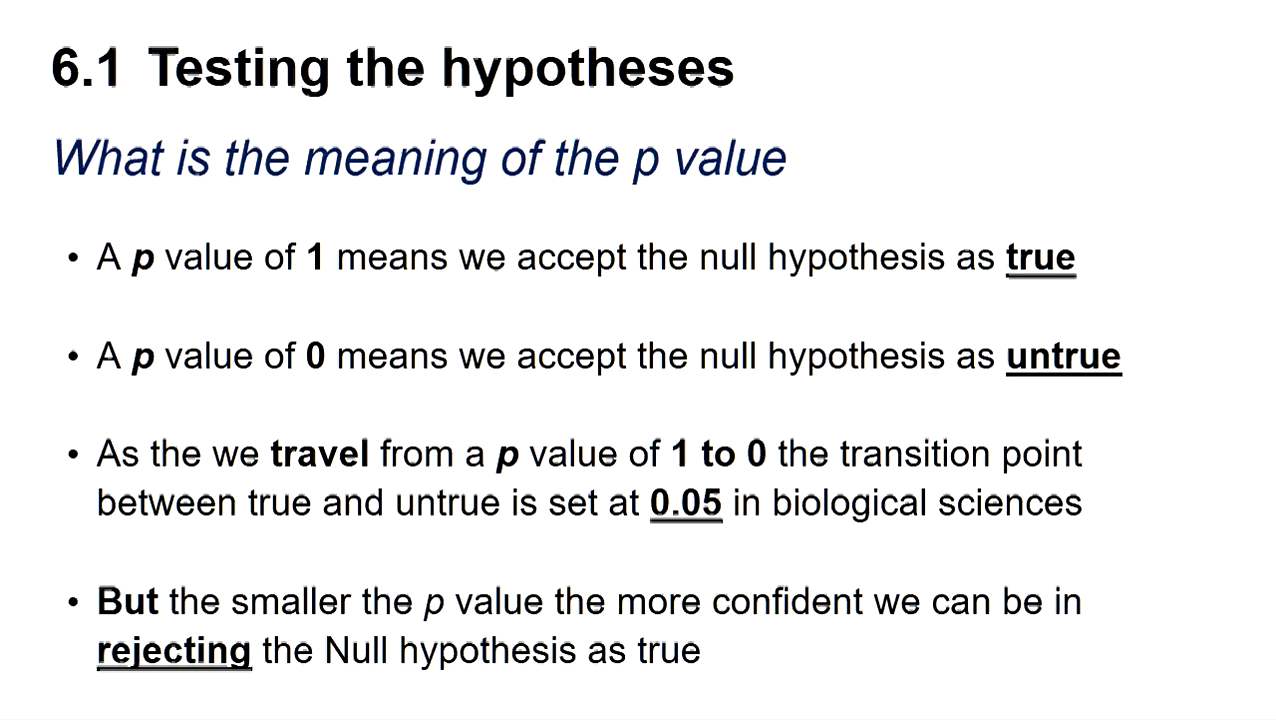 6.1 Testing the hypotheses
What is the meaning of the p value
• A p value of 1 means we accept the null hypothesis as true
• A p value of 0 means we accept the null hypothesis as untrue
• As the we travel from a p value of 1 to 0 the transition point
between true and untrue is set at 0.05 in biological sciences
• But the smaller the p value the more confident we can be in
rejecting the Null hypothesis as true